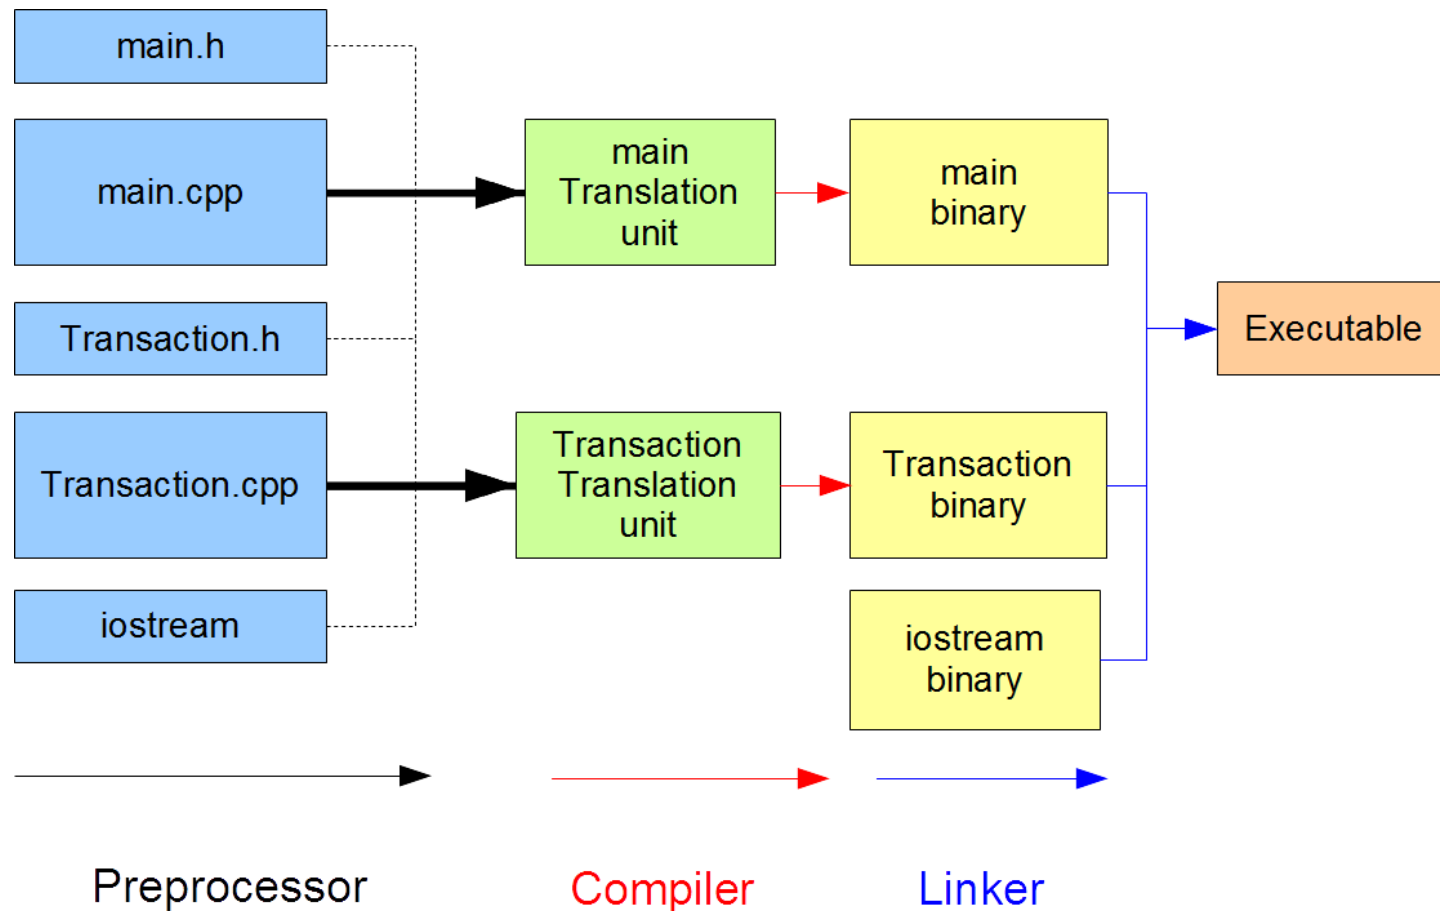 main.h
main.cpp
Transaction.h
Transaction.cpp
iostream
main
Translation
unit
Transaction
Translation
unit
main
binary
Transaction
binary
iostream
binary
Executable
Preprocessor
Compiler
Linker